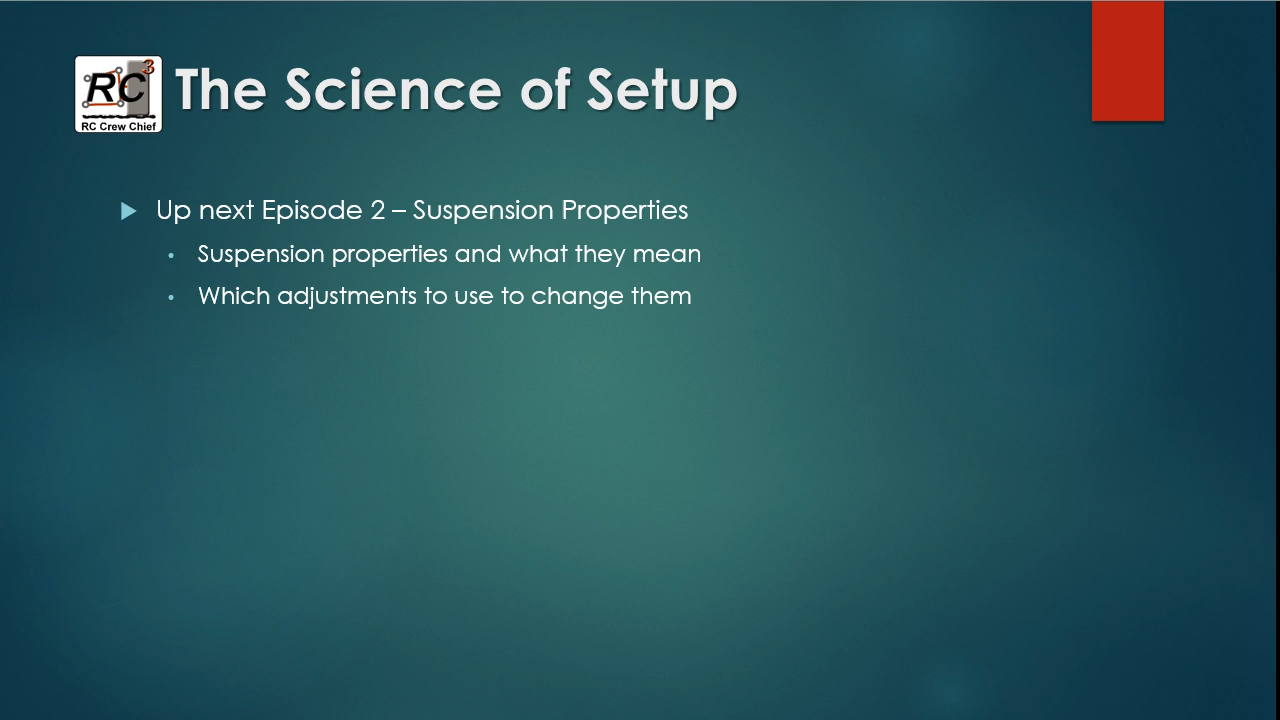 RC3
RC Crew Chief
The Science of Setup
Up next Episode 2 – Suspension Properties
Suspension properties and what they mean
Which adjustments to use to change them